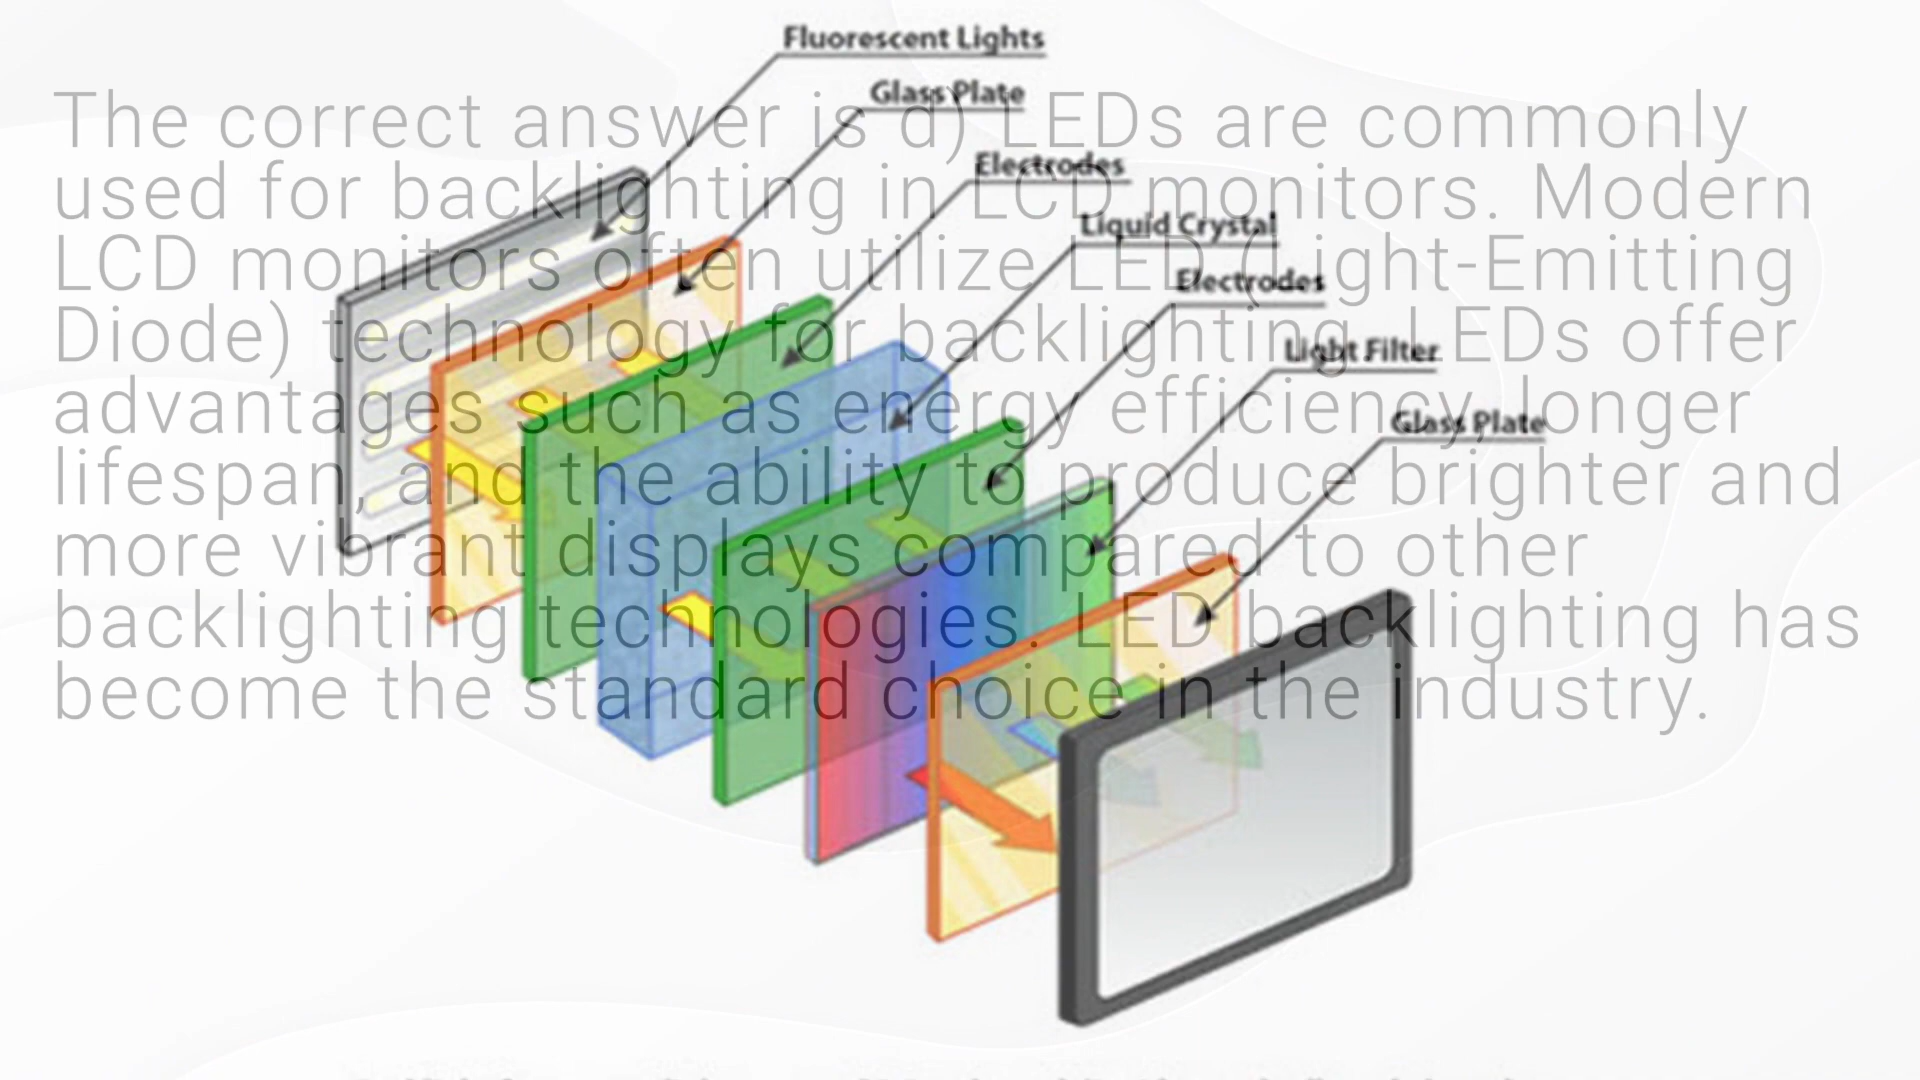 Fluorescent Lights
Glass Plate
Electrodes
Liquid Crystal
Electrodes
Light Filter
Glass Plate
The correct answer is d) LEDs are commonly
used for backlighting in LCD monitors. Modern
LCD monitors often utilize LED (Light-Emitting
Diode) technology for backlighting. LEDs offer
advantages such as energy efficiency, longer
lifespan, and the ability to produce brighter and
more vibrant displays compared to other
backlighting technologies. LED backlighting has
become the standard choice in the industry.